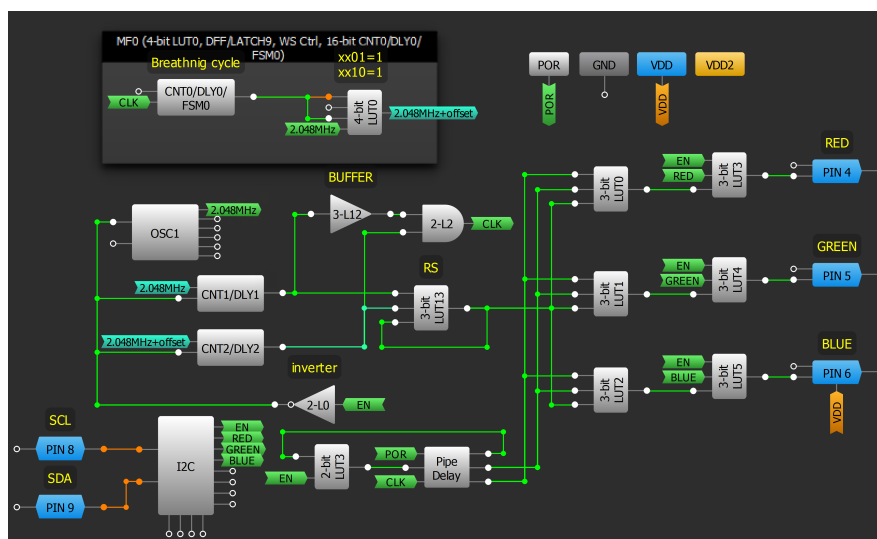 MF0 (4-bit LUT0, DFF/LATCH9, WS Ctrl, 16-bit CNT0/DLY0/
FSM0)
Breathnig cycle
xx01=1
xx10=1
CNT0/DLY0/
FSM0
CLK
4-bit
LUT0
2.048MHz
2.048MHz+offset
POR
GND
VDD
VDD2
POR
VDD
RED
EN
RED
3-bit
LUT0
3-bit
LUT3
PIN 4
BUFFER
3-L12
2-L2
CLK
OSC1
2.048MHz
2.048MHz
CNT1/DLY1
RS
3-bit
LUT13
2.048MHz+offset
CNT2/DLY2
GREEN
EN
GREEN
3-bit
LUT1
3-bit
LUT4
PIN 5
inverter
2-L0
EN
BLUE
EN
BLUE
3-bit
LUT2
3-bit
LUT5
PIN 6
VDD
SCL
PIN 8
SDA
PIN 9
I2C
EN
RED
GREEN
BLUE
EN
2-bit
LUT3
POR
CLK
Pipe
Delay